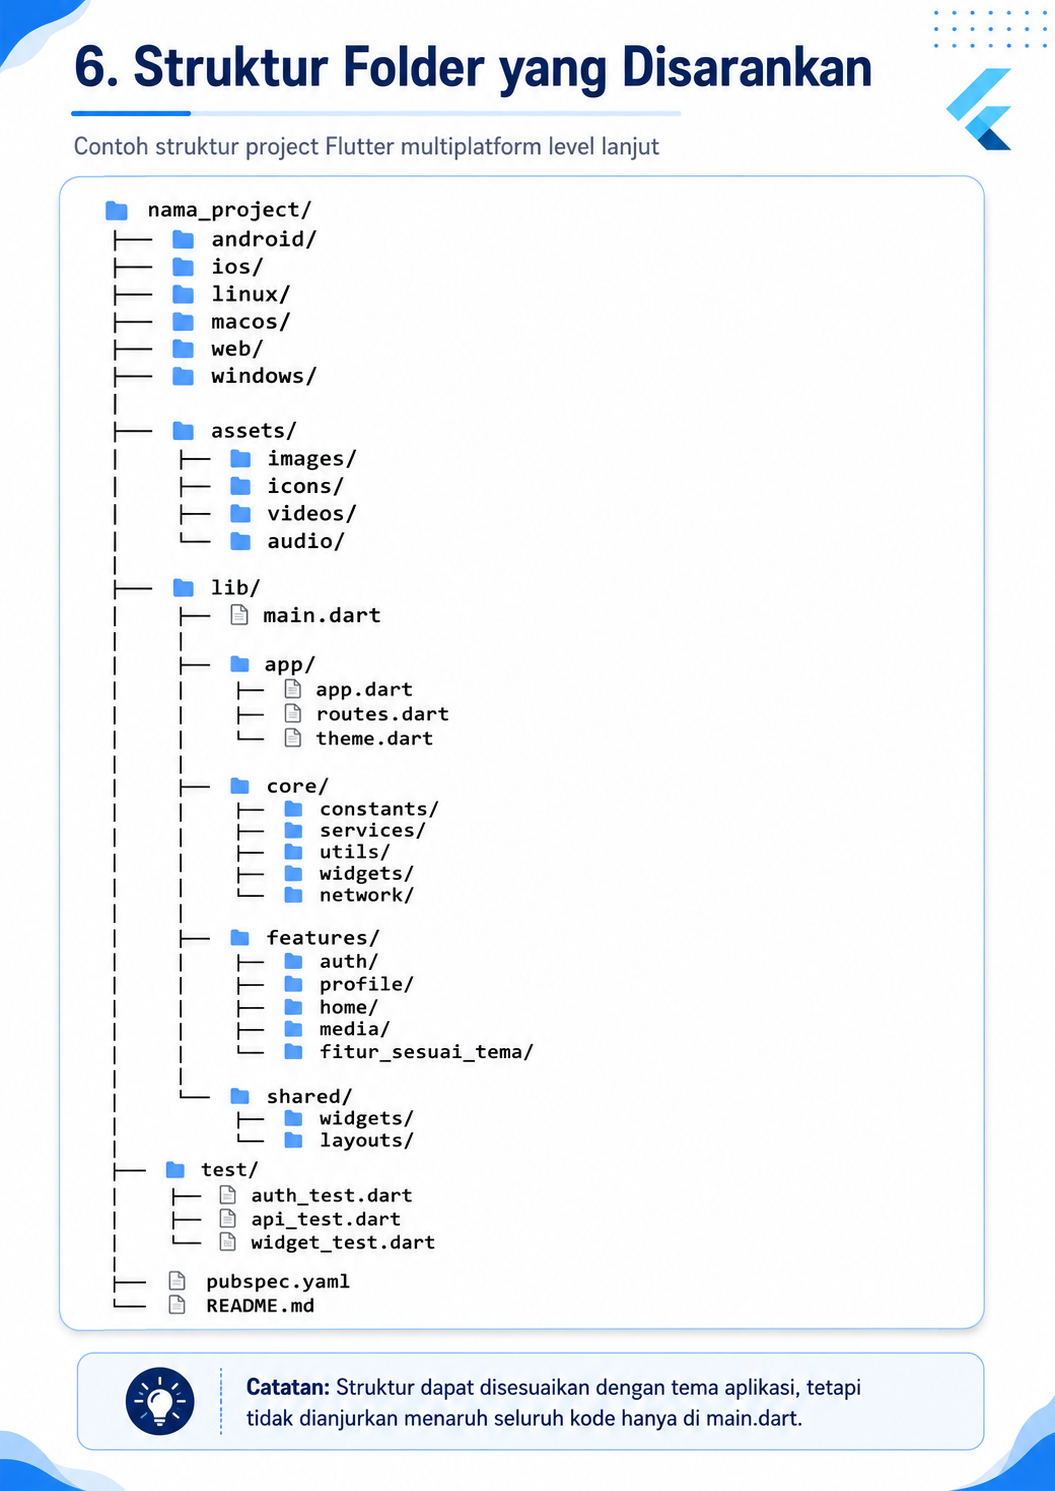 6. Struktur Folder yang Disarankan
Contoh struktur project Flutter multiplatform level lanjut
nama_project/
android/
ios/
linux/
macos/
web/
windows/
assets/
images/
icons/
videos/
audio/
lib/
main.dart
app/
app.dart
routes.dart
theme.dart
core/
constants/
services/
utils/
widgets/
network/
features/
auth/
profile/
home/
media/
fitur_sesuai_tema/
shared/
widgets/
layouts/
test/
auth_test.dart
api_test.dart
widget_test.dart
pubspec.yaml
README.md
Catatan: Struktur dapat disesuaikan dengan tema aplikasi, tetapi
tidak dianjurkan menaruh seluruh kode hanya di main.dart.